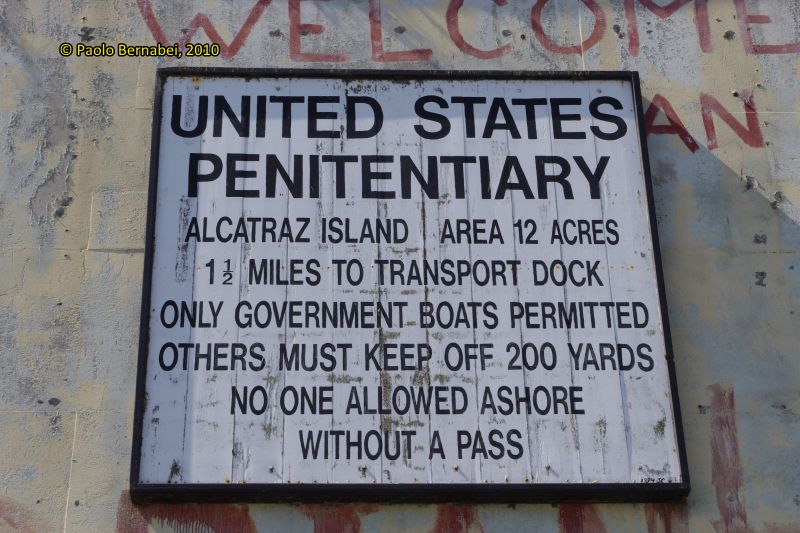 © Paolo Bernabei, 2010
WELCOME
UNITED STATES
PENITENTIARY
ALCATRAZ ISLAND AREA 12 ACRES
1½ MILES TO TRANSPORT DOCK
ONLY GOVERNMENT BOATS PERMITTED
OTHERS MUST KEEP OFF 200 YARDS
NO ONE ALLOWED ASHORE
WITHOUT A PASS